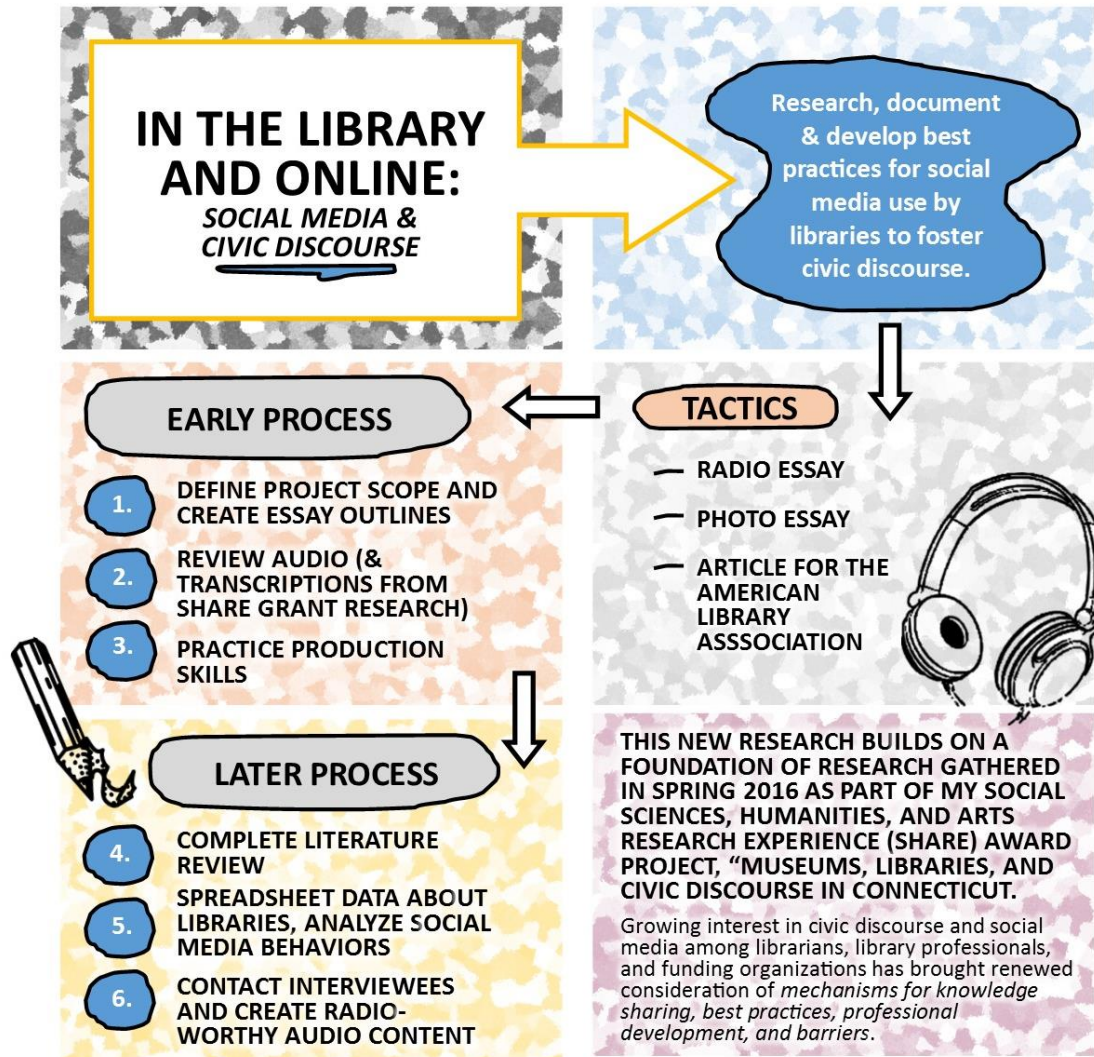 IN THE LIBRARY
AND ONLINE:
SOCIAL MEDIA &
CIVIC DISCOURSE
Research, document
& develop best
practices for social
media use by
libraries to foster
civic discourse.
TACTICS
— RADIO ESSAY
— PHOTO ESSAY
— ARTICLE FOR THE
AMERICAN
LIBRARY
ASSSOCIATION
EARLY PROCESS
1. DEFINE PROJECT SCOPE AND
CREATE ESSAY OUTLINES
2. REVIEW AUDIO (&
TRANSCRIPTIONS FROM
SHARE GRANT RESEARCH)
3. PRACTICE PRODUCTION
SKILLS
LATER PROCESS
4. COMPLETE LITERATURE
REVIEW
5. SPREADSHEET DATA ABOUT
LIBRARIES, ANALYZE SOCIAL
MEDIA BEHAVIORS
6. CONTACT INTERVIEWEES
AND CREATE RADIO-
WORTHY AUDIO CONTENT
THIS NEW RESEARCH BUILDS ON A
FOUNDATION OF RESEARCH GATHERED
IN SPRING 2016 AS PART OF MY SOCIAL
SCIENCES, HUMANITIES, AND ARTS
RESEARCH EXPERIENCE (SHARE) AWARD
PROJECT, “MUSEUMS, LIBRARIES, AND
CIVIC DISCOURSE IN CONNECTICUT.
Growing interest in civic discourse and social
media among librarians, library professionals,
and funding organizations has brought renewed
consideration of mechanisms for knowledge
sharing, best practices, professional
development, and barriers.